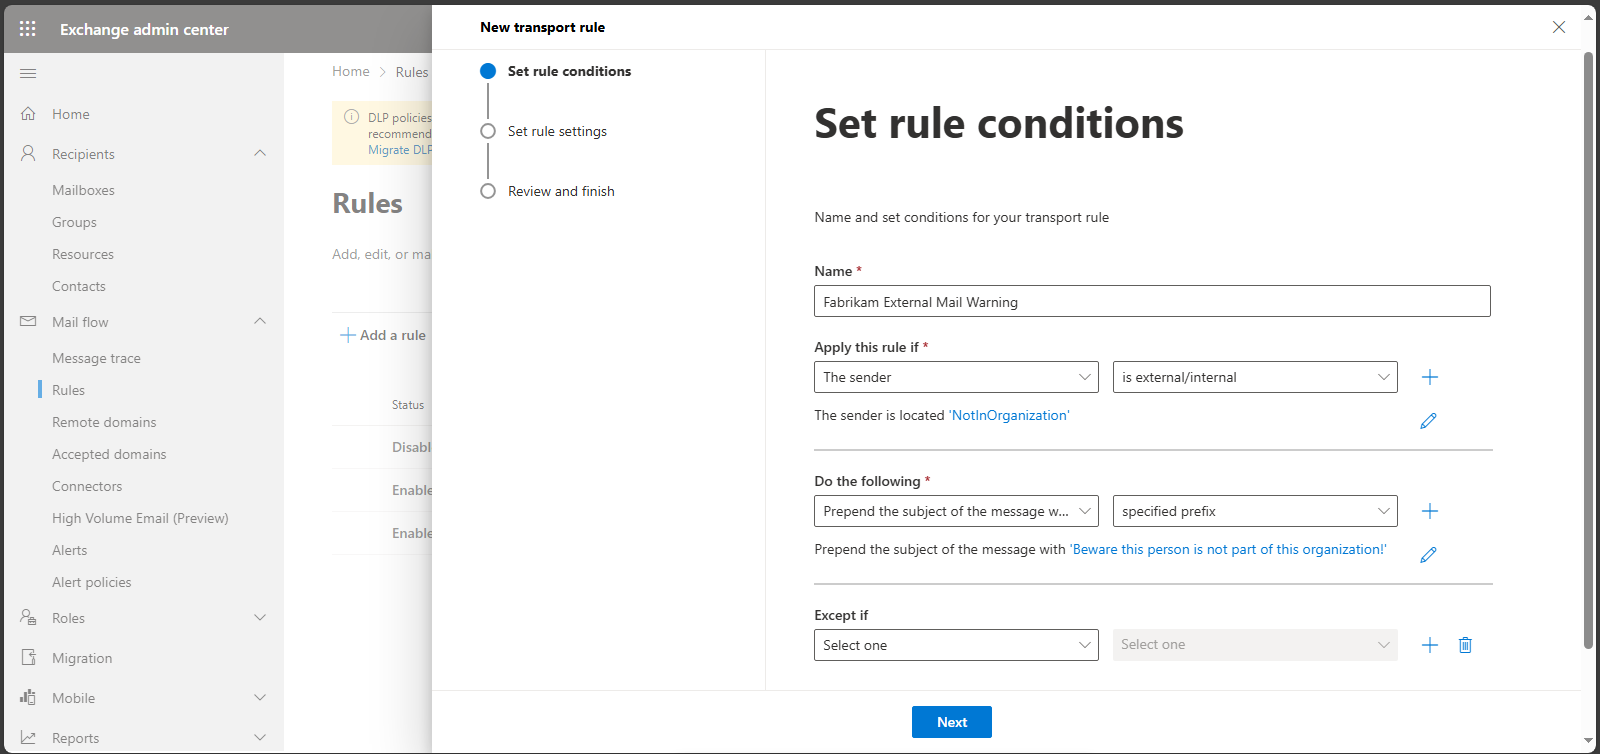 Exchange admin center
Home
Recipients
Mailboxes
Groups
Resources
Contacts
Mail flow
Message trace
Rules
Remote domains
Accepted domains
Connectors
High Volume Email (Preview)
Alerts
Alert policies
Roles
Migration
Mobile
Reports
Home > Rules
DLP policies
recommend
Migrate DLP
Rules
Add, edit, or ma
Add a rule
Status
Disabl
Enable
Enable
New transport rule
Set rule conditions
Set rule settings
Review and finish
Set rule conditions
Name and set conditions for your transport rule
Name *
Fabrikam External Mail Warning
Apply this rule if *
The sender is external/internal
The sender is located 'NotInOrganization'
Do the following *
Prepend the subject of the message w... specified prefix
Prepend the subject of the message with 'Beware this person is not part of this organization!'
Except if
Select one Select one
Next